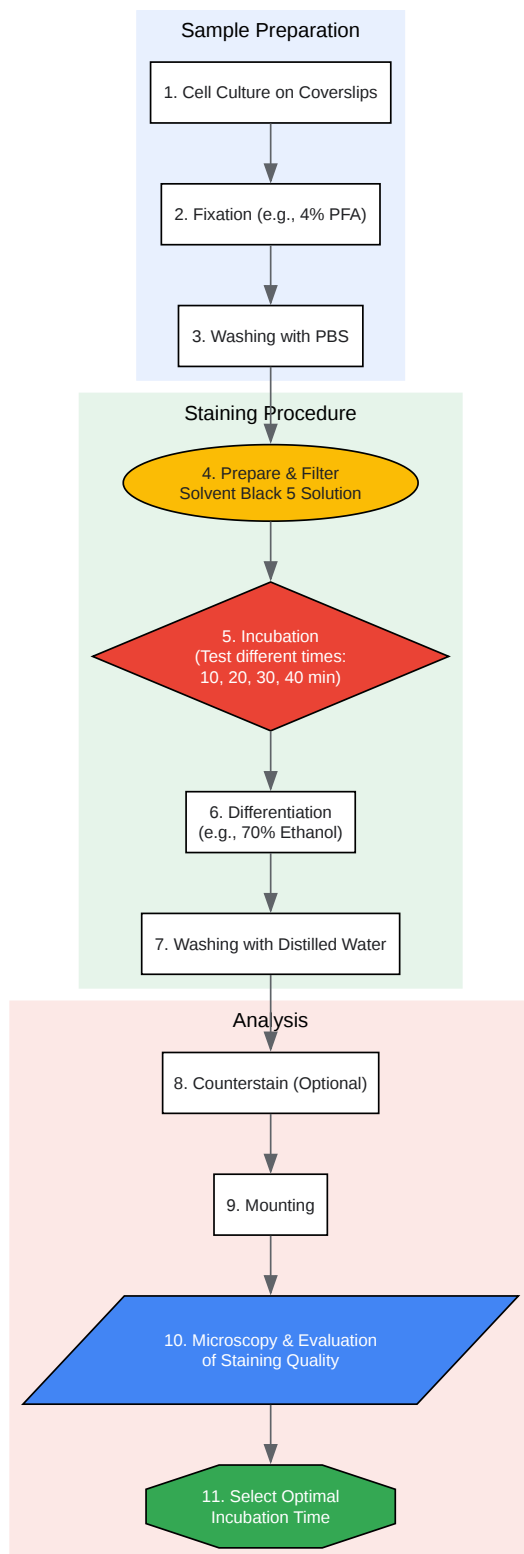 Sample Preparation
1. Cell Culture on Coverslips
2. Fixation (e.g., 4% PFA)
3. Washing with PBS
Staining Procedure
4. Prepare & Filter
Solvent Black 5 Solution
5. Incubation
(Test different times:
10, 20, 30, 40 min)
6. Differentiation
(e.g., 70% Ethanol)
7. Washing with Distilled Water
Analysis
8. Counterstain (Optional)
9. Mounting
10. Microscopy & Evaluation
of Staining Quality
11. Select Optimal
Incubation Time